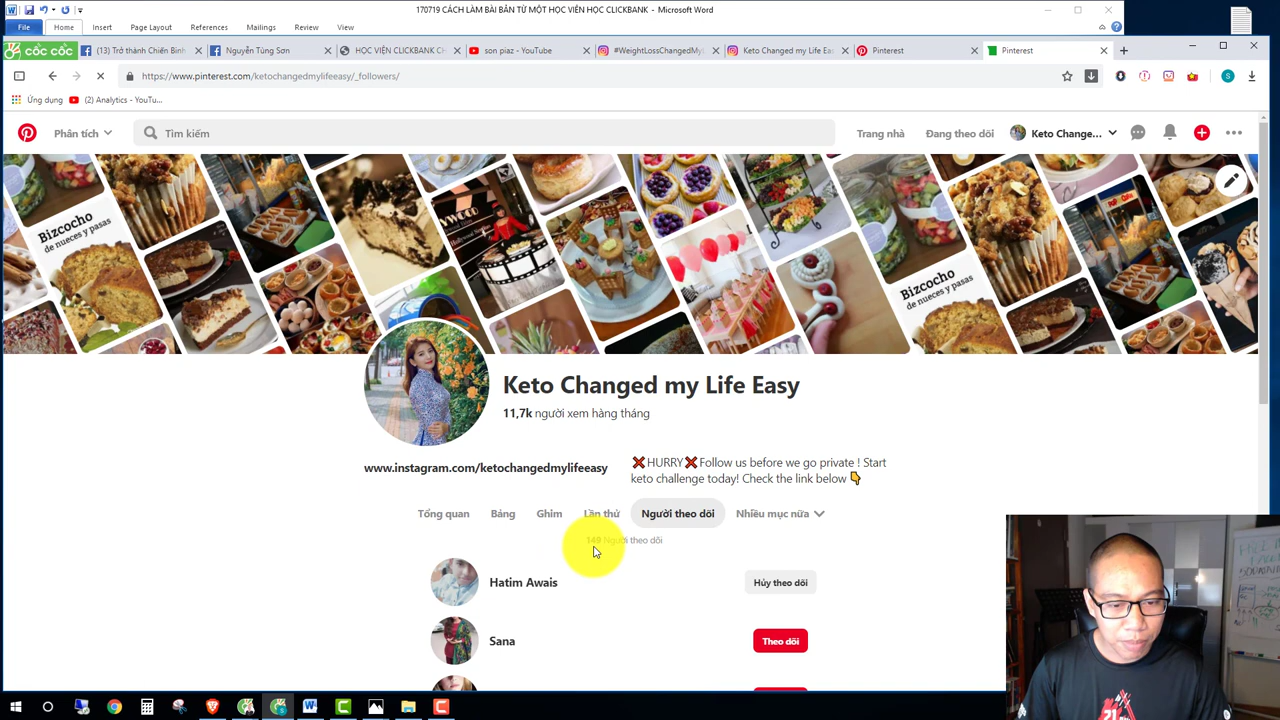 170719 CÁCH LÀM BÀI BẢN TỪ MỘT HỌC VIÊN HỌC CLICKBANK - Microsoft Word
File Home Insert Page Layout References Mailings Review View
CỐC CỐC (13) Trở thành Chiến Binh Nguyễn Tùng Sơn HỌC VIÊN CLICKBANK CH son piaz - YouTube #WeightLossChangedMy Keto Changed my Life Ea Pinterest Pinterest
https://www.pinterest.com/ketochangedmylifeeasy/_followers/
Ứng dụng (2) Analytics - YouTu...
Phân tích Tìm kiếm Trang nhà Đang theo dõi Keto Change...
Bizcocho
de nueces y pasas
Bizcocho
de nueces y pasas
Keto Changed my Life Easy
11,7k người xem hàng tháng
www.instagram.com/ketochangedmylifeeasy
❌HURRY❌Follow us before we go private ! Start
keto challenge today! Check the link below 👇
Tổng quan Bảng Ghim Lần thử Người theo dõi Nhiều mục nữa
149 Người theo dõi
Hatim Awais Hủy theo dõi
Sana Theo dõi
21